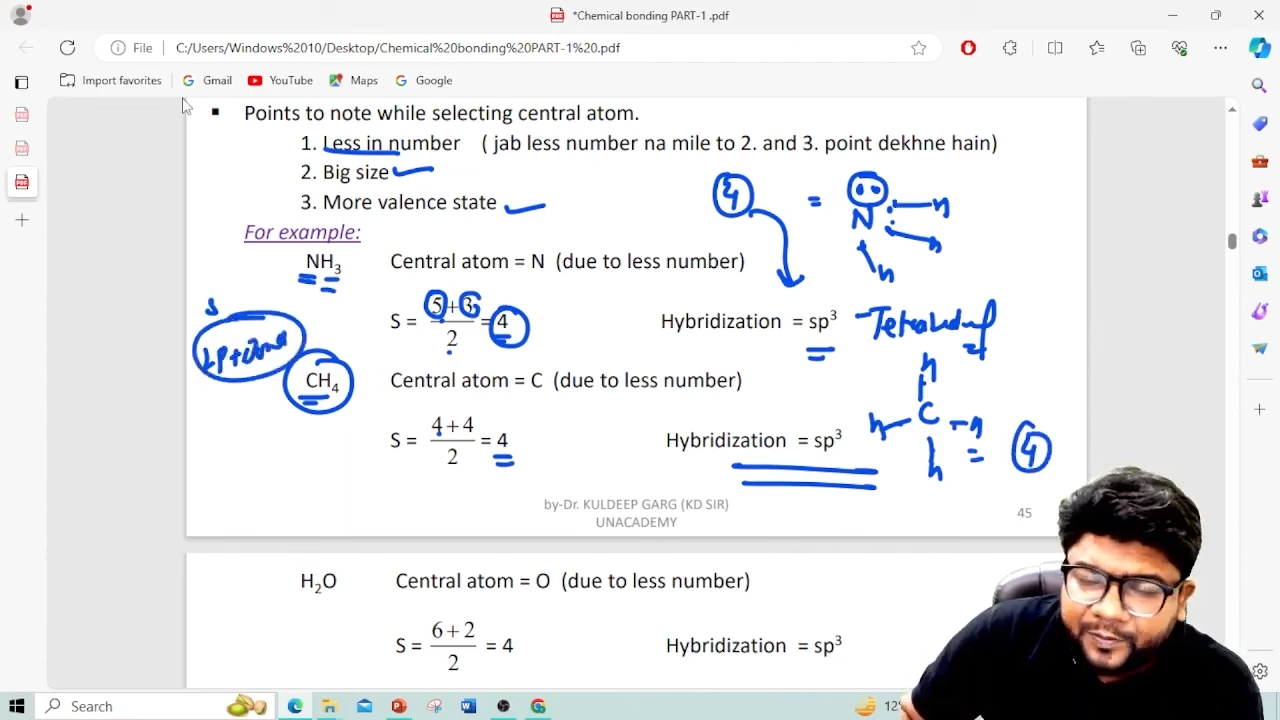 *Chemical bonding PART-1 .pdf
File C:/Users/Windows%2010/Desktop/Chemical%20bonding%20PART-1%20.pdf
Import favorites Gmail YouTube Maps Google
▪ Points to note while selecting central atom.
1. Less in number ( jab less number na mile to 2. and 3. point dekhne hain)
2. Big size
3. More valence state
4 = N
For example:
NH₃ Central atom = N (due to less number)
S = (5+3)/2 = 4 Hybridization = sp³
CH₄ Central atom = C (due to less number)
S = (4+4)/2 = 4 Hybridization = sp³
C 4
by-Dr. KULDEEP GARG (KD SIR)
UNACADEMY
45
H₂O Central atom = O (due to less number)
S = (6+2)/2 = 4 Hybridization = sp³
Search